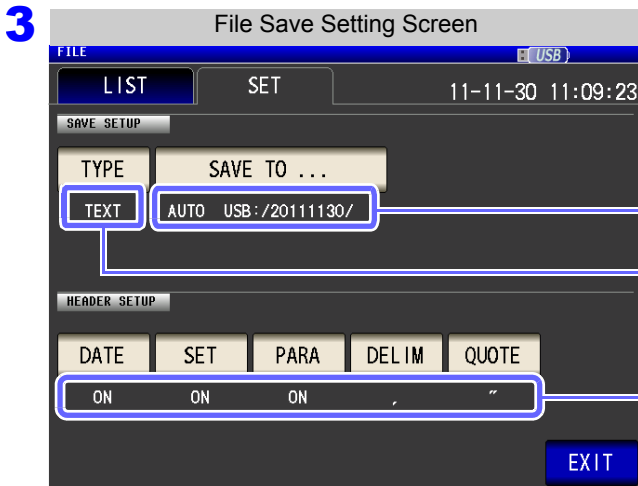 3
File Save Setting Screen
FILE USB
LIST SET 11-11-30 11:09:23
SAVE SETUP
TYPE SAVE TO ...
TEXT AUTO USB:/20111130/
HEADER SETUP
DATE SET PARA DELIM QUOTE
ON ON ON , "
EXIT